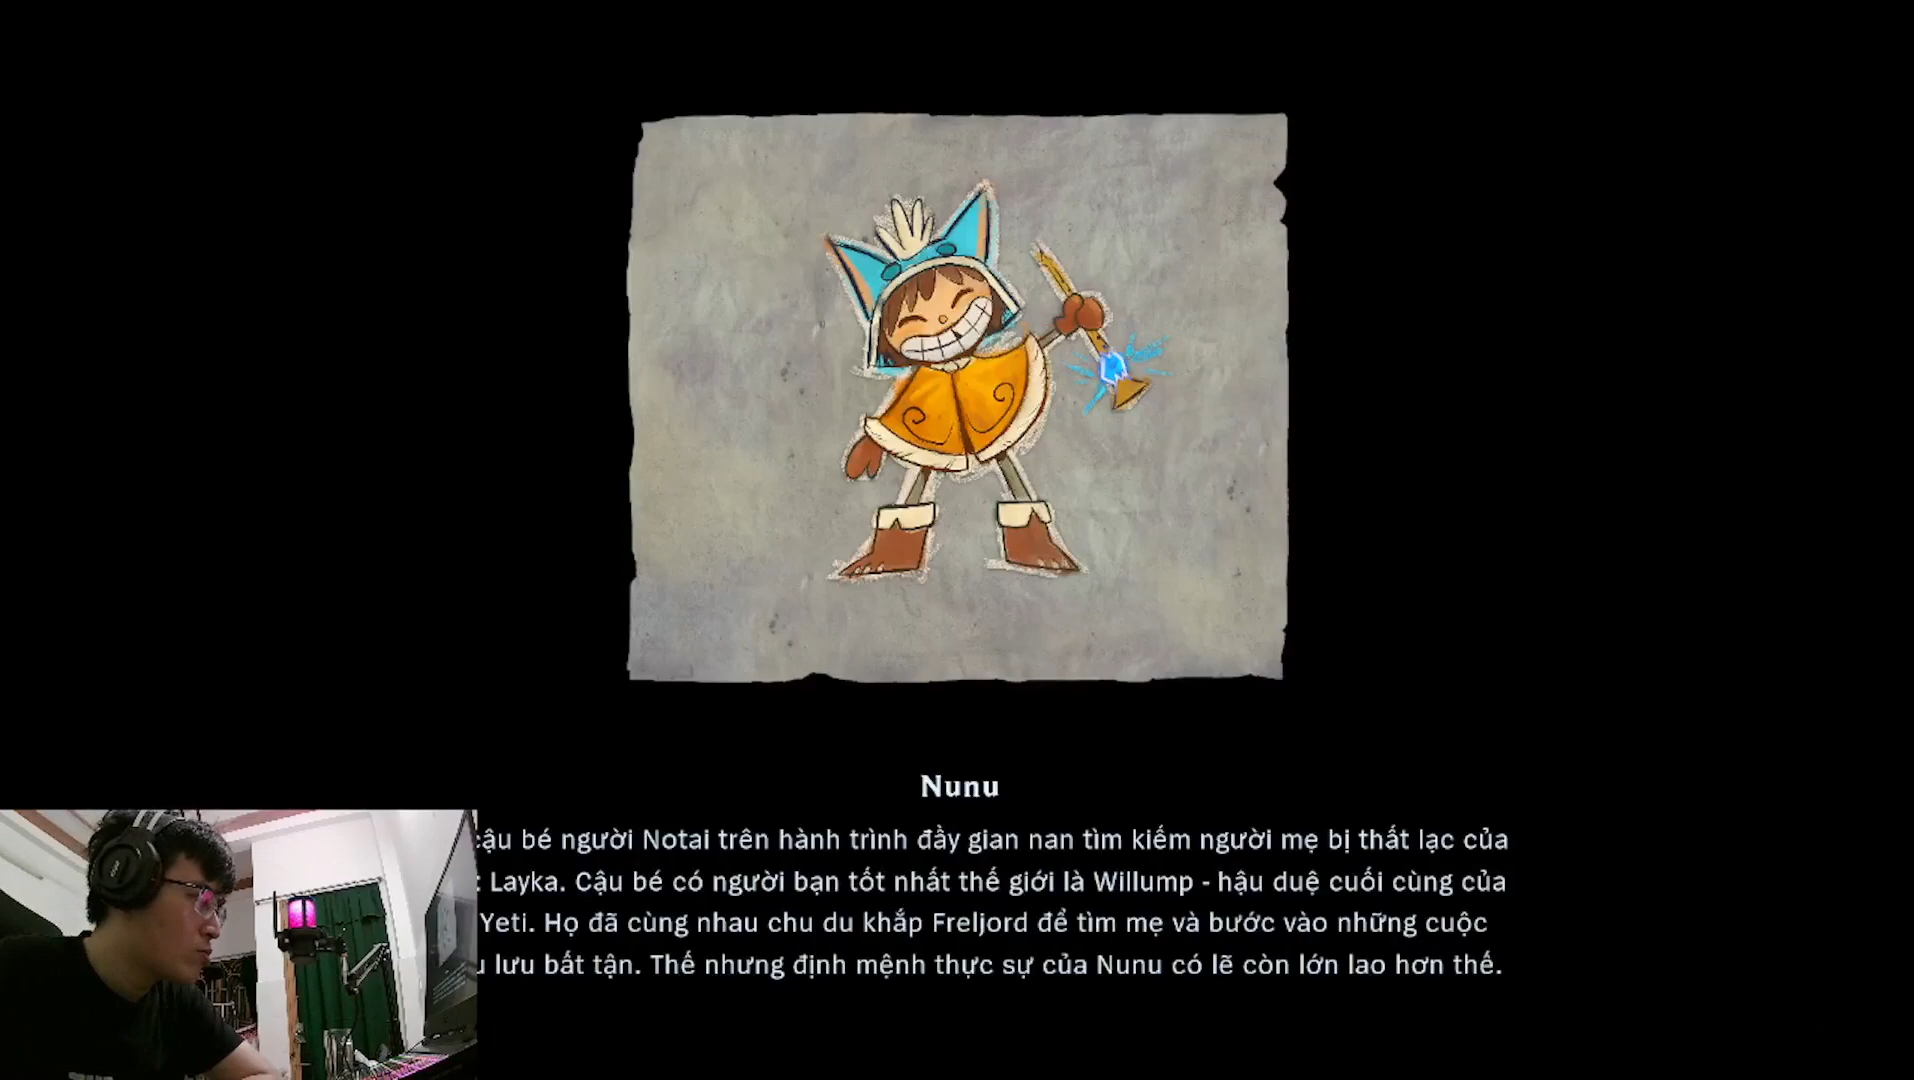 Nunu
cậu bé người Notai trên hành trình đầy gian nan tìm kiếm người mẹ bị thất lạc của
: Layka. Cậu bé có người bạn tốt nhất thế giới là Willump - hậu duệ cuối cùng của
Yeti. Họ đã cùng nhau chu du khắp Freljord để tìm mẹ và bước vào những cuộc
lưu bất tận. Thế nhưng định mệnh thực sự của Nunu có lẽ còn lớn lao hơn thế.